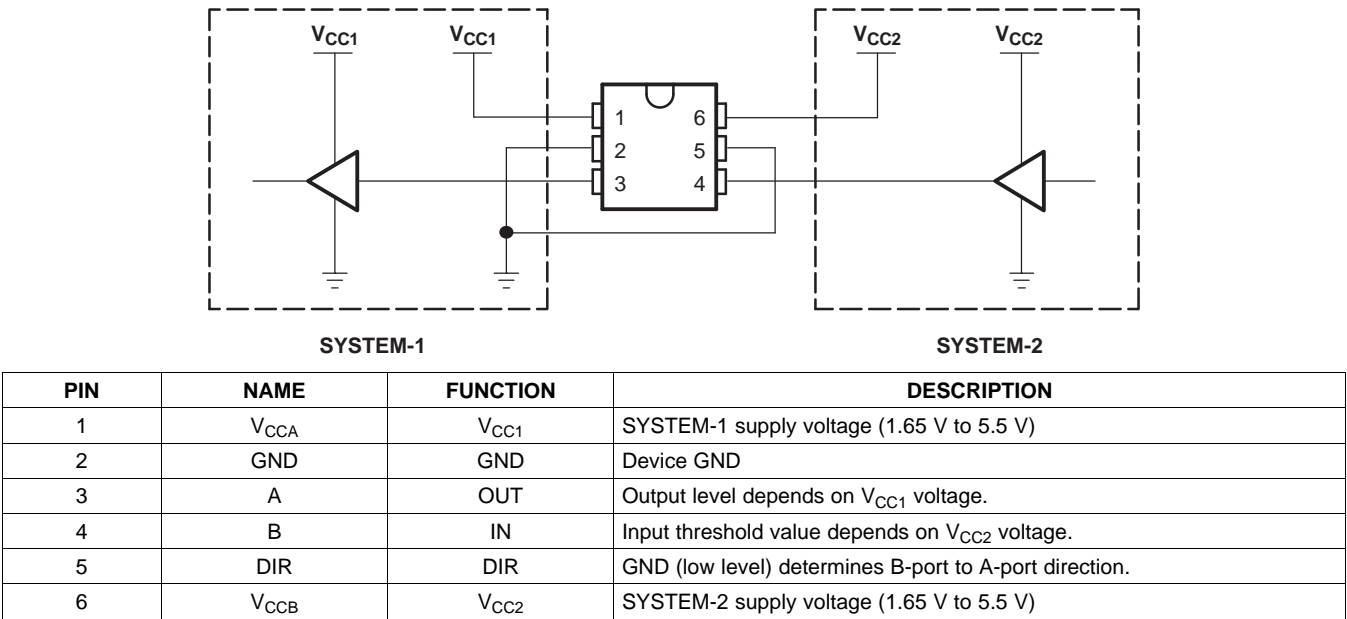 VCC1 VCC1 VCC2 VCC2
1 6
2 5
3 4
SYSTEM-1 SYSTEM-2
PIN NAME FUNCTION DESCRIPTION
1 VCCA VCC1 SYSTEM-1 supply voltage (1.65 V to 5.5 V)
2 GND GND Device GND
3 A OUT Output level depends on VCC1 voltage.
4 B IN Input threshold value depends on VCC2 voltage.
5 DIR DIR GND (low level) determines B-port to A-port direction.
6 VCCB VCC2 SYSTEM-2 supply voltage (1.65 V to 5.5 V)